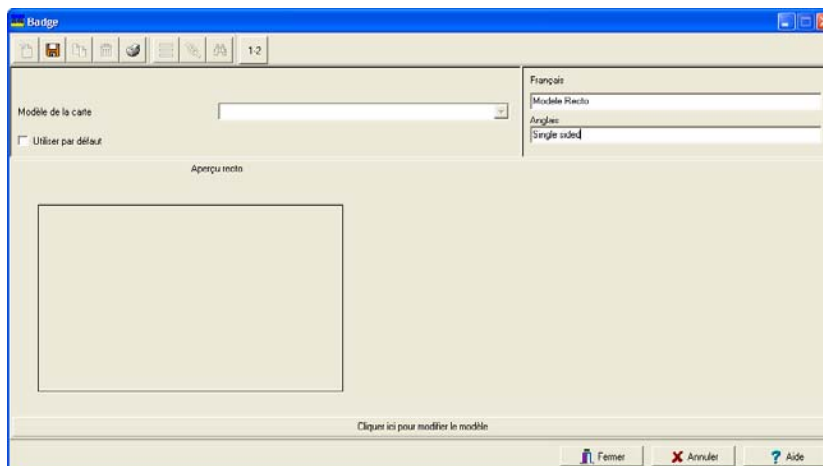 Badge
1-2
Modèle de la carte
Utiliser par défaut
Français
Modèle Recto
Anglais
Single sided
Aperçu recto
Cliquer ici pour modifier le modèle
Fermer
Annuler
? Aide